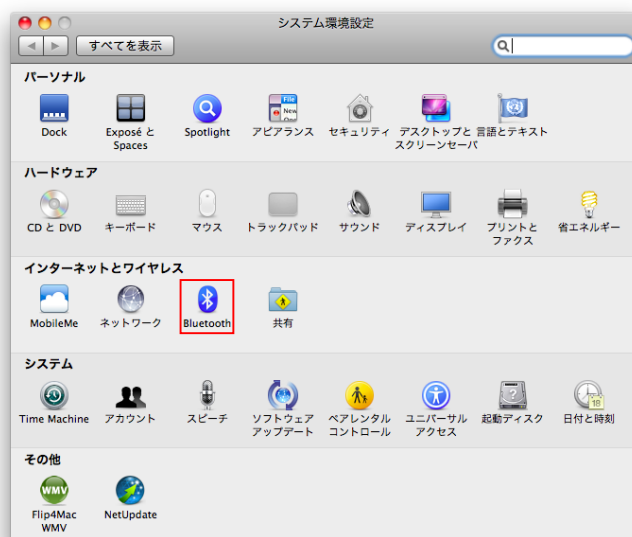 システム環境設定
すべてを表示
パーソナル
Dock
Exposé と
Spaces
Spotlight
File
New
アピアランス
セキュリティ
デスクトップと
スクリーンセーバ
言語とテキスト
ハードウェア
CD と DVD
キーボード
マウス
トラックパッド
サウンド
ディスプレイ
プリントと
ファクス
省エネルギー
インターネットとワイヤレス
MobileMe
ネットワーク
Bluetooth
共有
システム
Time Machine
アカウント
スピーチ
ソフトウェア
アップデート
ペアレンタル
コントロール
ユニバーサル
アクセス
?
起動ディスク
18
日付と時刻
その他
WMV
Flip4Mac
WMV
NetUpdate